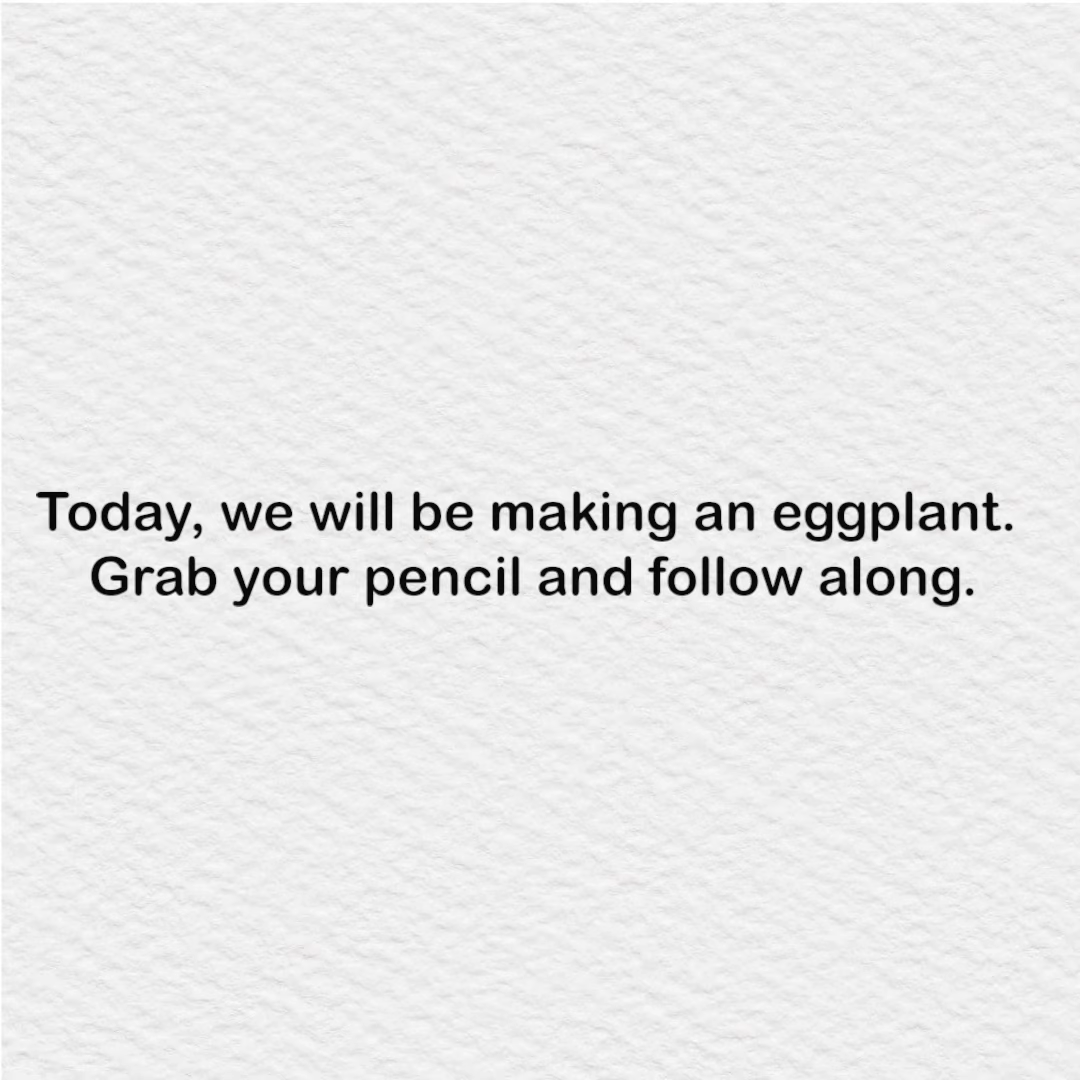 Today, we will be making an eggplant.
Grab your pencil and follow along.